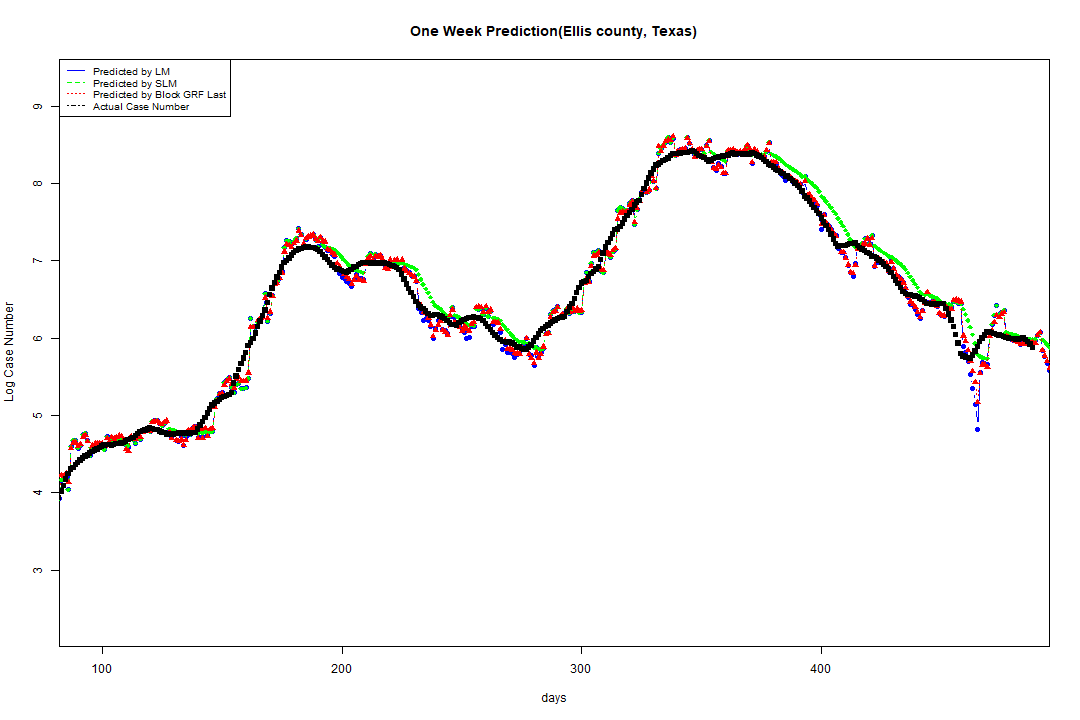 One Week Prediction(Ellis county, Texas)
Predicted by LM
Predicted by SLM
Predicted by Block GRF Last
Actual Case Number
9
8
7
6
5
4
3
Log Case Number
100 200 300 400
days